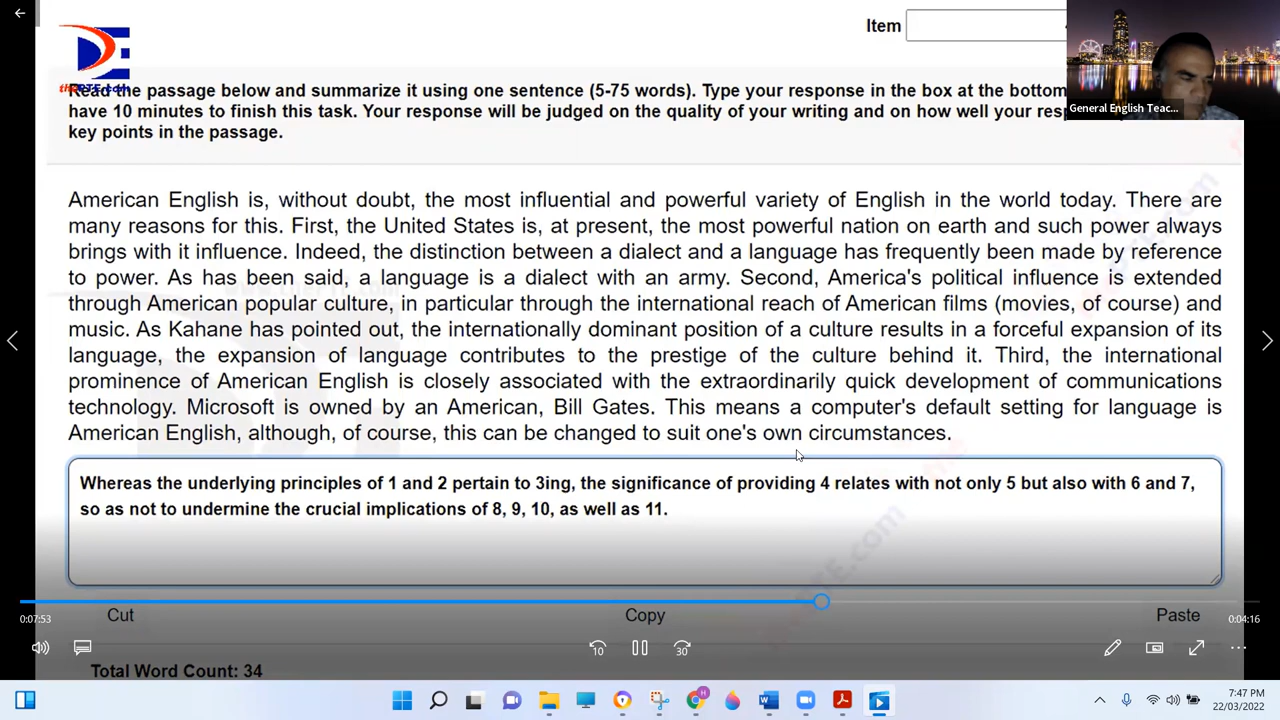 Item
thePTE.com
General English Teac...
Read the passage below and summarize it using one sentence (5-75 words). Type your response in the box at the bottom
have 10 minutes to finish this task. Your response will be judged on the quality of your writing and on how well your res
key points in the passage.
American English is, without doubt, the most influential and powerful variety of English in the world today. There are
many reasons for this. First, the United States is, at present, the most powerful nation on earth and such power always
brings with it influence. Indeed, the distinction between a dialect and a language has frequently been made by reference
to power. As has been said, a language is a dialect with an army. Second, America's political influence is extended
through American popular culture, in particular through the international reach of American films (movies, of course) and
music. As Kahane has pointed out, the internationally dominant position of a culture results in a forceful expansion of its
language, the expansion of language contributes to the prestige of the culture behind it. Third, the international
prominence of American English is closely associated with the extraordinarily quick development of communications
technology. Microsoft is owned by an American, Bill Gates. This means a computer's default setting for language is
American English, although, of course, this can be changed to suit one's own circumstances.
Whereas the underlying principles of 1 and 2 pertain to 3ing, the significance of providing 4 relates with not only 5 but also with 6 and 7,
so as not to undermine the crucial implications of 8, 9, 10, as well as 11.
Cut Copy Paste
0:07:53 0:04:16
10 30
Total Word Count: 34
7:47 PM
22/03/2022